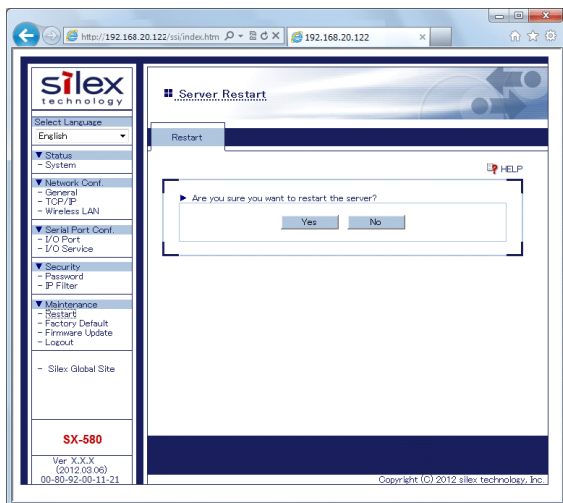 http://192.168.20.122/ssi/index.htm
192.168.20.122
silex
technology
Select Language
English
▼ Status
- System
▼ Network Conf.
- General
- TCP/IP
- Wireless LAN
▼ Serial Port Conf.
- I/O Port
- I/O Service
▼ Security
- Password
- IP Filter
▼ Maintenance
- Restart
- Factory Default
- Firmware Update
- Logout
- Silex Global Site
SX-580
Ver X.X.X
(2012.03.06)
00-80-92-00-11-21
Server Restart
Restart
HELP
Are you sure you want to restart the server?
Yes No
Copyright (C) 2012 silex technology, Inc.